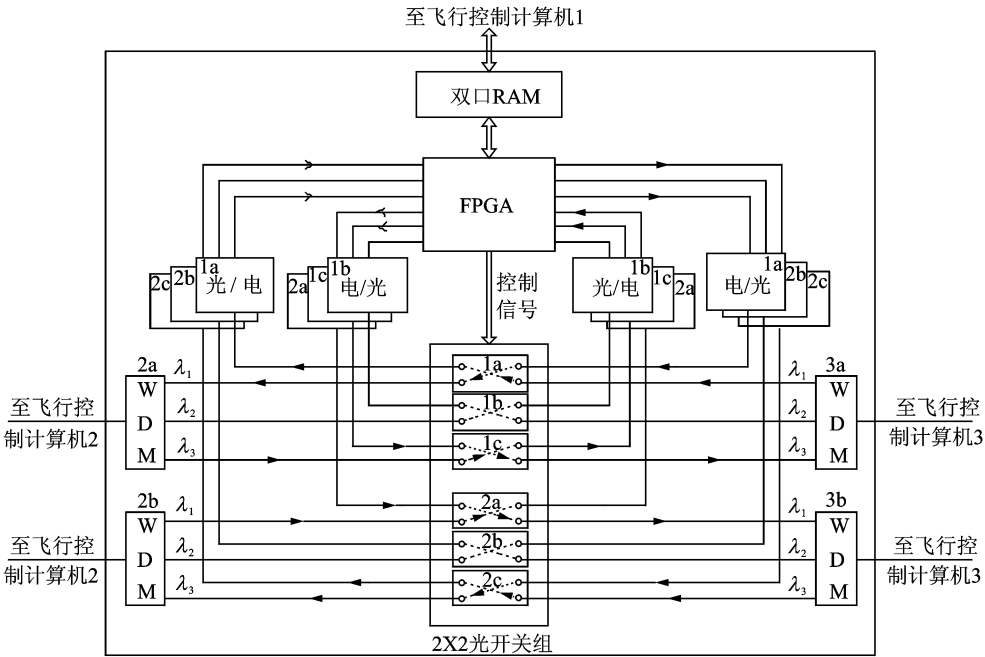 至飞行控制计算机1
双口RAM
FPGA
2c
2b
1a
光/电
2a
1c
1b
电/光
控制
信号
1b
1c
2a
光/电
1a
2b
2c
电/光
2a
W
D
M
λ1
λ2
λ3
至飞行控
制计算机2
1a
1b
1c
3a
W
D
M
λ1
λ2
λ3
至飞行控
制计算机3
2b
W
D
M
λ1
λ2
λ3
至飞行控
制计算机2
2a
2b
2c
3b
W
D
M
λ1
λ2
λ3
至飞行控
制计算机3
2X2光开关组